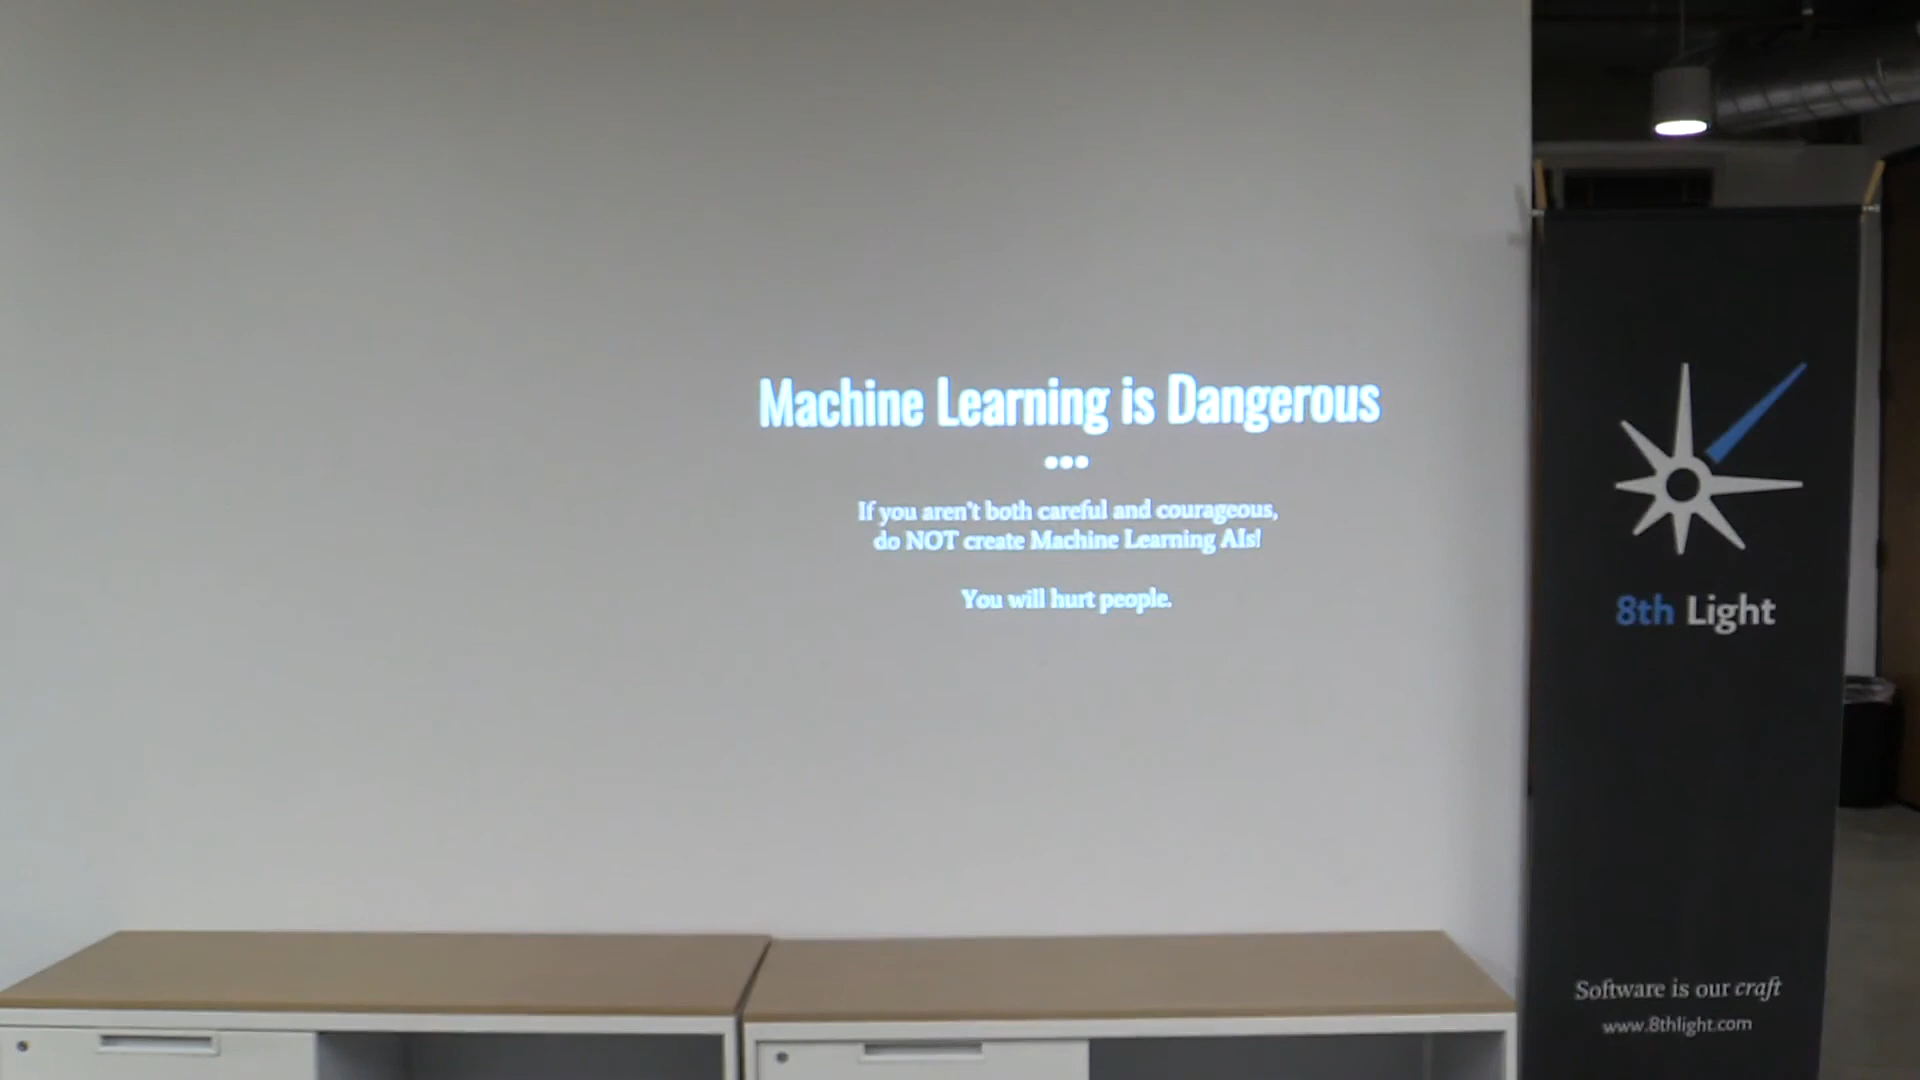 Machine Learning is Dangerous
If you aren't both careful and courageous,
do NOT create Machine Learning AIs!
You will hurt people.
8th Light
Software is our craft
www.8thlight.com